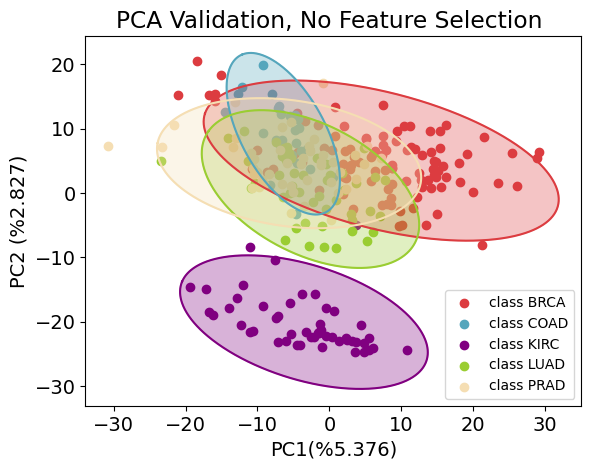 PCA Validation, No Feature Selection
PC2 (%2.827)
20
10
0
−10
−20
−30
−30 −20 −10 0 10 20 30
PC1(%5.376)
class BRCA
class COAD
class KIRC
class LUAD
class PRAD